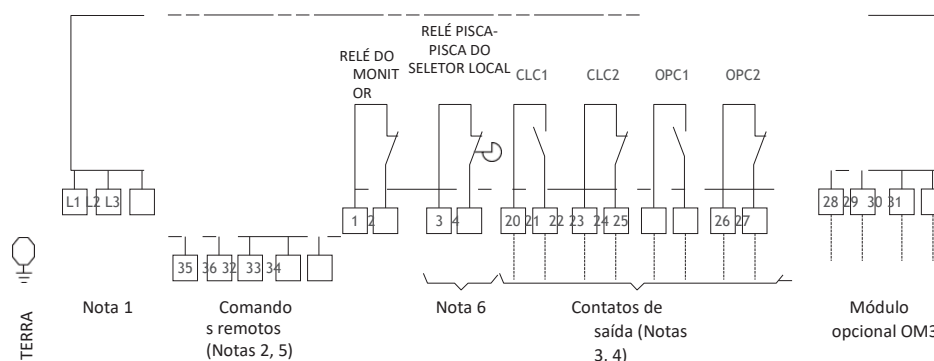 RELÉ PISCA-
PISCA DO
SELETOR LOCAL
RELÉ DO
MONIT
OR
CLC1
CLC2
OPC1
OPC2
L1 L2 L3
1 2
3 4
20 21 22 23 24 25
26 27
28 29 30 31
35 36 32 33 34
TERRA
Nota 1
Comando
s remotos
(Notas 2, 5)
Nota 6
Contatos de
saída (Notas
3, 4)
Módulo
opcional OM3